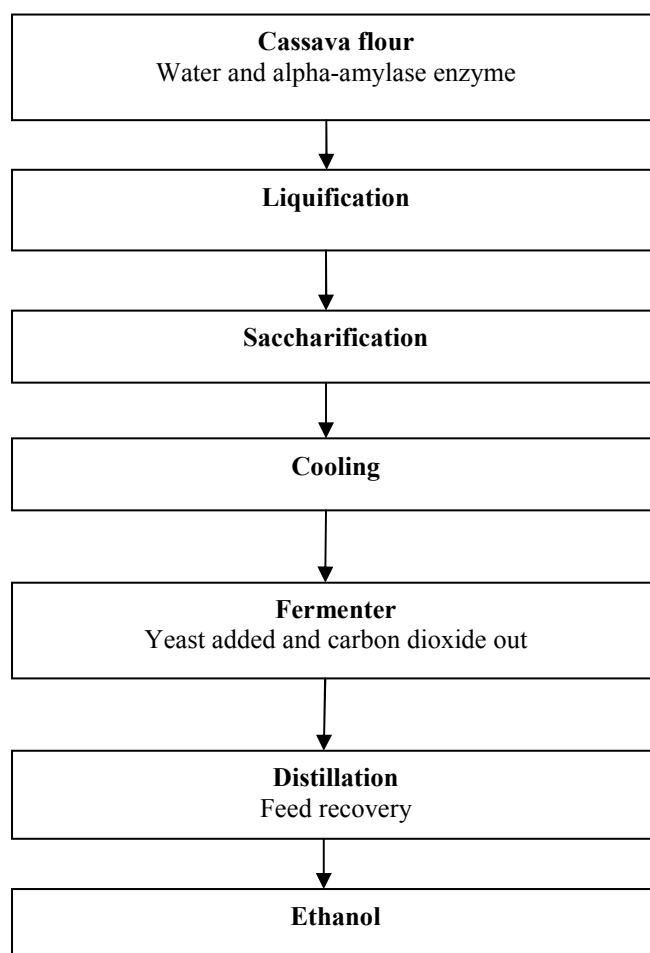 Cassava flour
Water and alpha-amylase enzyme
Liquification
Saccharification
Cooling
Fermenter
Yeast added and carbon dioxide out
Distillation
Feed recovery
Ethanol